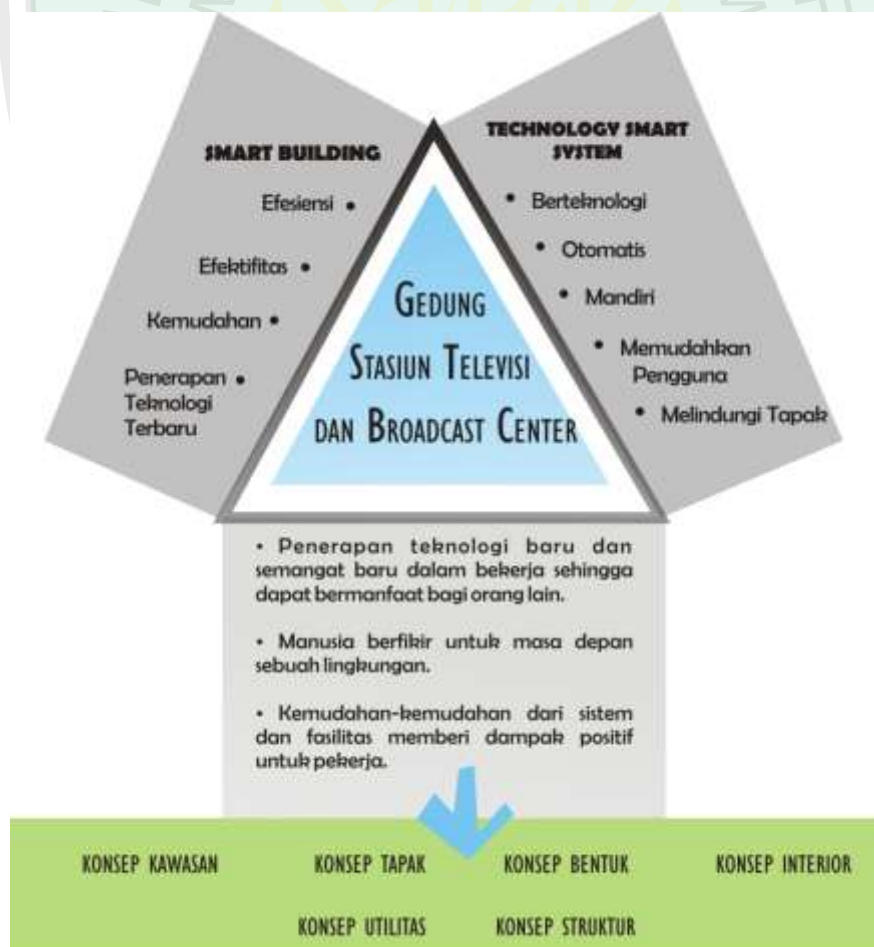 SMART BUILDING
Efesiensi •
Efektifitas •
Kemudahan •
Penerapan •
Teknologi
Terbaru
TECHNOLOGY SMART
SYSTEM
• Berteknologi
• Otomatis
• Mandiri
• Memudahkan
Pengguna
• Melindungi Tapak
GEDUNG
STASIUN TELEVISI
DAN BROADCAST CENTER
• Penerapan teknologi baru dan
semangat baru dalam bekerja sehingga
dapat bermanfaat bagi orang lain.
• Manusia berfikir untuk masa depan
sebuah lingkungan.
• Kemudahan-kemudahan dari sistem
dan fasilitas memberi dampak positif
untuk pekerja.
KONSEP KAWASAN KONSEP TAPAK KONSEP BENTUK KONSEP INTERIOR
KONSEP UTILITAS KONSEP STRUKTUR